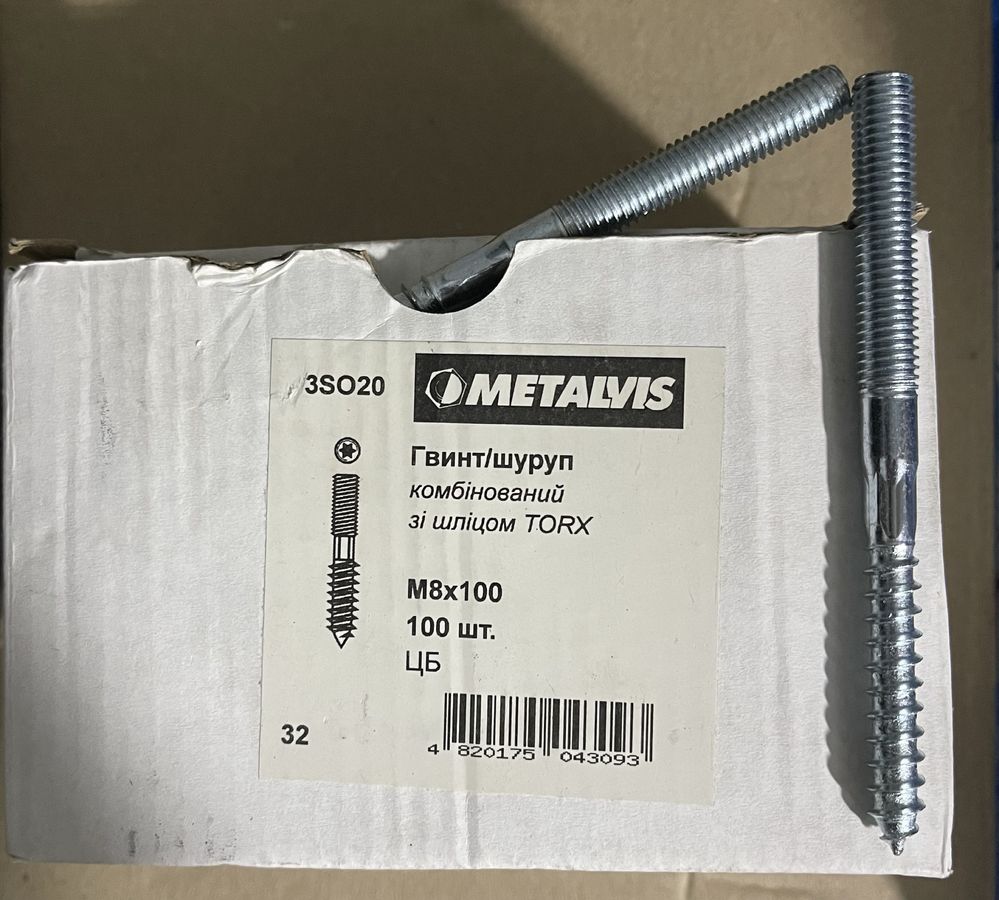 3SO20
METALVIS
Гвинт/шуруп
комбінований
зі шліцом TORX
M8x100
100 шт.
ЦБ
32
4 820175 043093